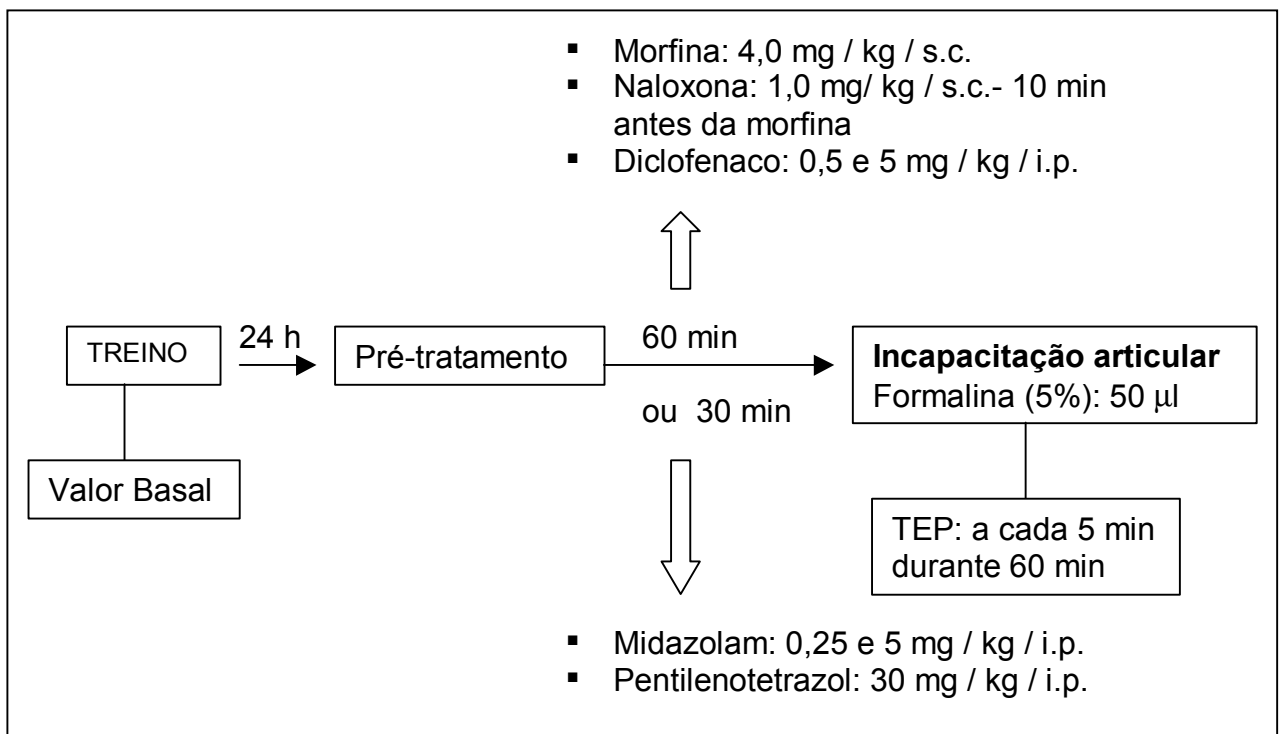 ▪ Morfina: 4,0 mg / kg / s.c.
▪ Naloxona: 1,0 mg/ kg / s.c.- 10 min
antes da morfina
▪ Diclofenaco: 0,5 e 5 mg / kg / i.p.
TREINO
24 h
Pré-tratamento
60 min
ou 30 min
Incapacitação articular
Formalina (5%): 50 μl
Valor Basal
TEP: a cada 5 min
durante 60 min
▪ Midazolam: 0,25 e 5 mg / kg / i.p.
▪ Pentilenotetrazol: 30 mg / kg / i.p.